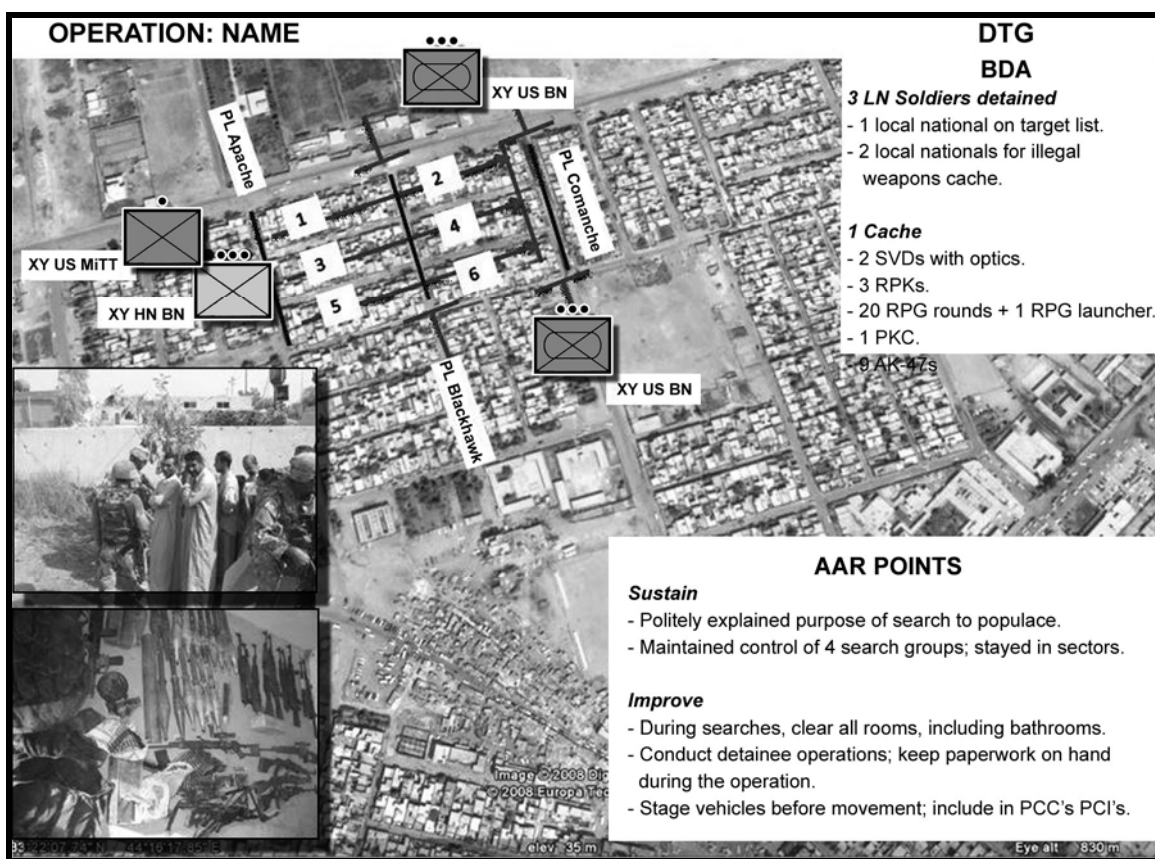 OPERATION: NAME
DTG
BDA
3 LN Soldiers detained
- 1 local national on target list.
- 2 local nationals for illegal
weapons cache.
1 Cache
- 2 SVDs with optics.
- 3 RPKs.
- 20 RPG rounds + 1 RPG launcher.
- 1 PKC.
- 9 AK-47s
XY US BN
PL Apache
PL Comanche
1
2
3
4
5
6
XY US MiTT
XY HN BN
XY US BN
PL Blackhawk
AAR POINTS
Sustain
- Politely explained purpose of search to populace.
- Maintained control of 4 search groups; stayed in sectors.
Improve
- During searches, clear all rooms, including bathrooms.
- Conduct detainee operations; keep paperwork on hand
during the operation.
- Stage vehicles before movement; include in PCC's PCI's.
Image © 2008
© 2008 Europa
44°16'17.85" E
elev 35 m
Eye alt 830 m